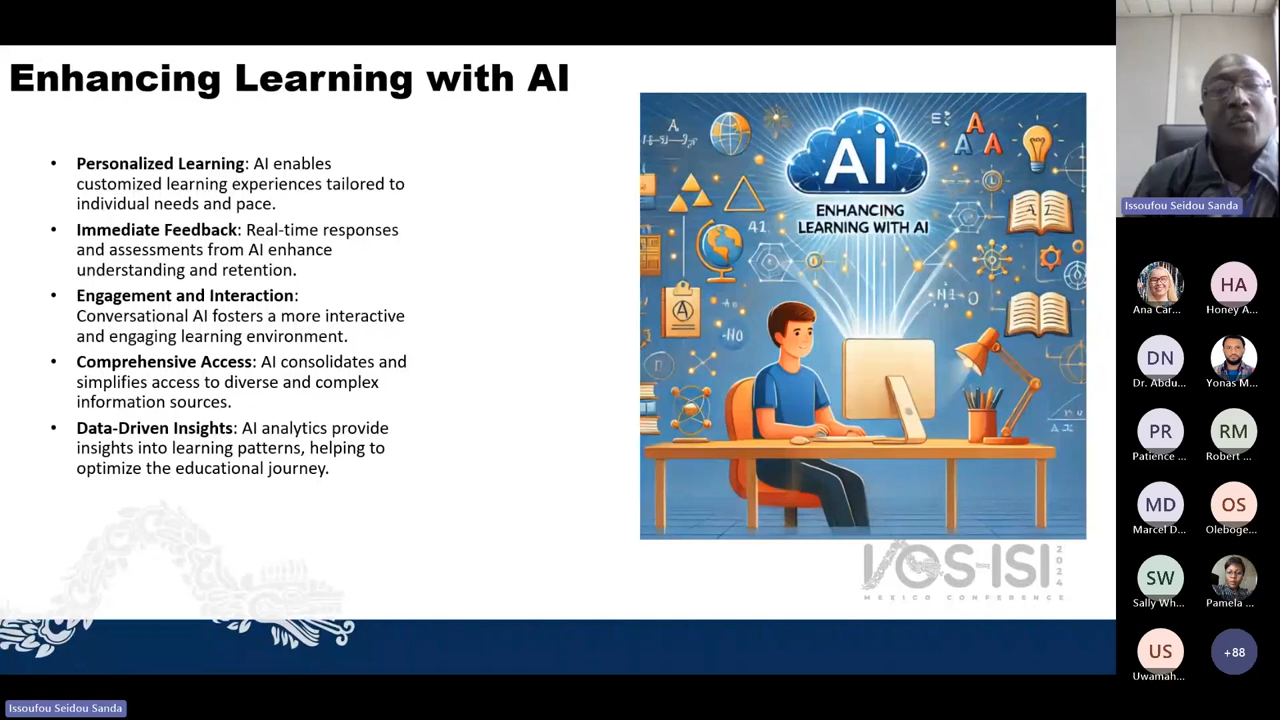 Enhancing Learning with AI
• Personalized Learning: AI enables
customized learning experiences tailored to
individual needs and pace.
• Immediate Feedback: Real-time responses
and assessments from AI enhance
understanding and retention.
• Engagement and Interaction:
Conversational AI fosters a more interactive
and engaging learning environment.
• Comprehensive Access: AI consolidates and
simplifies access to diverse and complex
information sources.
• Data-Driven Insights: AI analytics provide
insights into learning patterns, helping to
optimize the educational journey.
Ai
ENHANCING
LEARNING WITH AI
IAOS-ISI
2024
MEXICO CONFERENCE
Issoufou Seidou Sanda
Ana Car...
HA
Honey A...
DN
Dr. Abdu...
Yonas M...
PR
Patience ...
RM
Robert ...
MD
Marcel D...
OS
Oleboge...
SW
Sally Wh...
Pamela ...
US
Uwamah...
+88
Issoufou Seidou Sanda